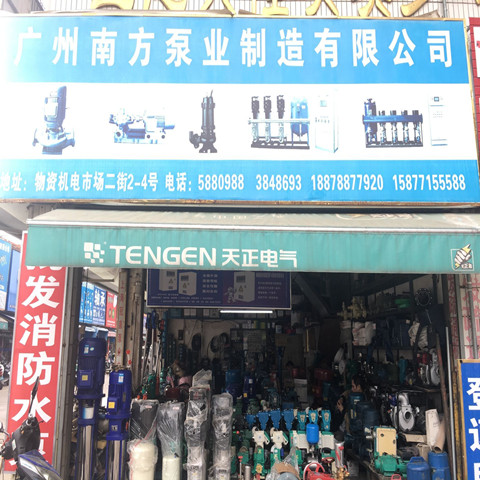 广州南方泵业制造有限公司
地址：物资机电市场二街2-4号 电话：5880988 3848693 18878877920 15877155588
TENGEN 天正电气
发消防水
登